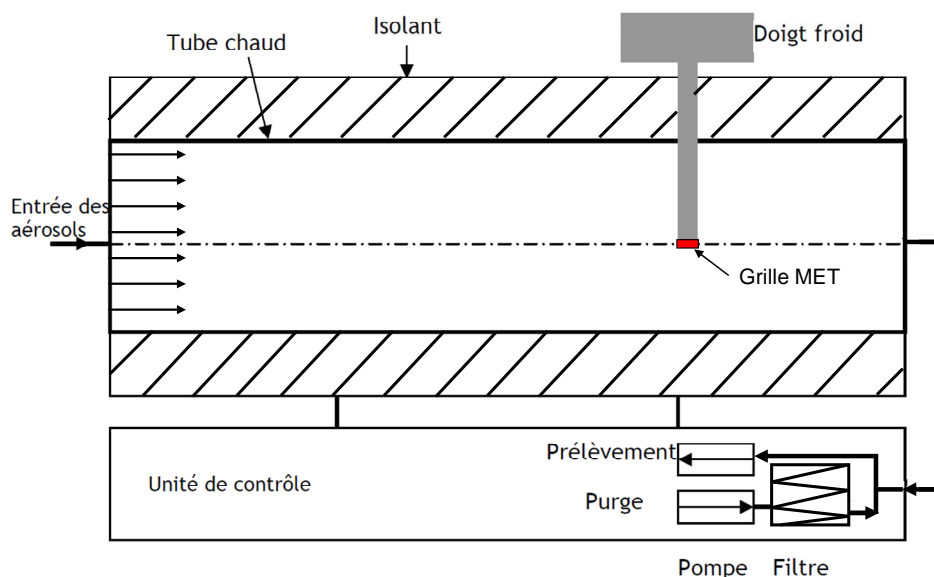 Isolant
Tube chaud
Doigt froid
Entrée des
aérosols
Grille MET
Prélèvement
Unité de contrôle
Purge
Pompe
Filtre